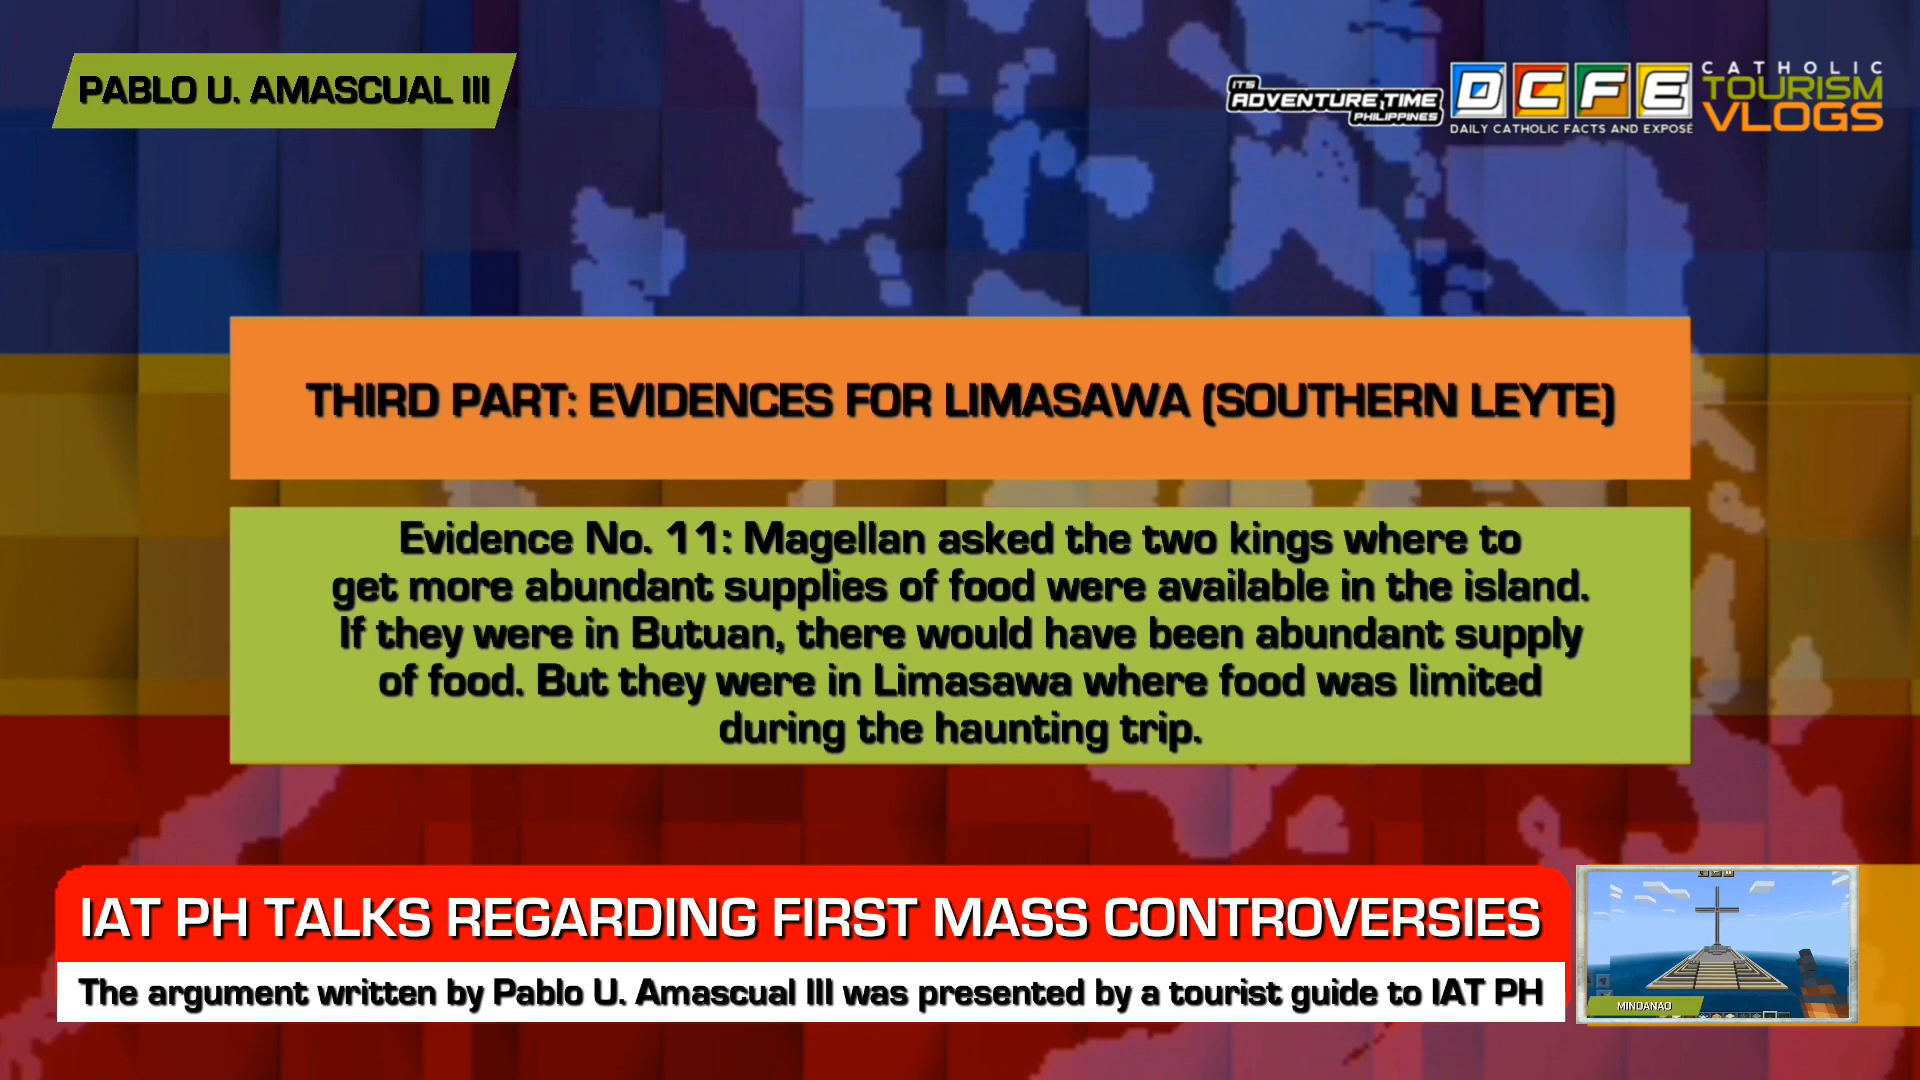 PABLO U. AMASCUAL III
IT'S
ADVENTURE TIME
PHILIPPINES
DCFE
DAILY CATHOLIC FACTS AND EXPOSÉ
CATHOLIC
TOURISM
VLOGS
THIRD PART: EVIDENCES FOR LIMASAWA (SOUTHERN LEYTE)
Evidence No. 11: Magellan asked the two kings where to
get more abundant supplies of food were available in the island.
If they were in Butuan, there would have been abundant supply
of food. But they were in Limasawa where food was limited
during the haunting trip.
IAT PH TALKS REGARDING FIRST MASS CONTROVERSIES
The argument written by Pablo U. Amascual III was presented by a tourist guide to IAT PH
MINDANAO